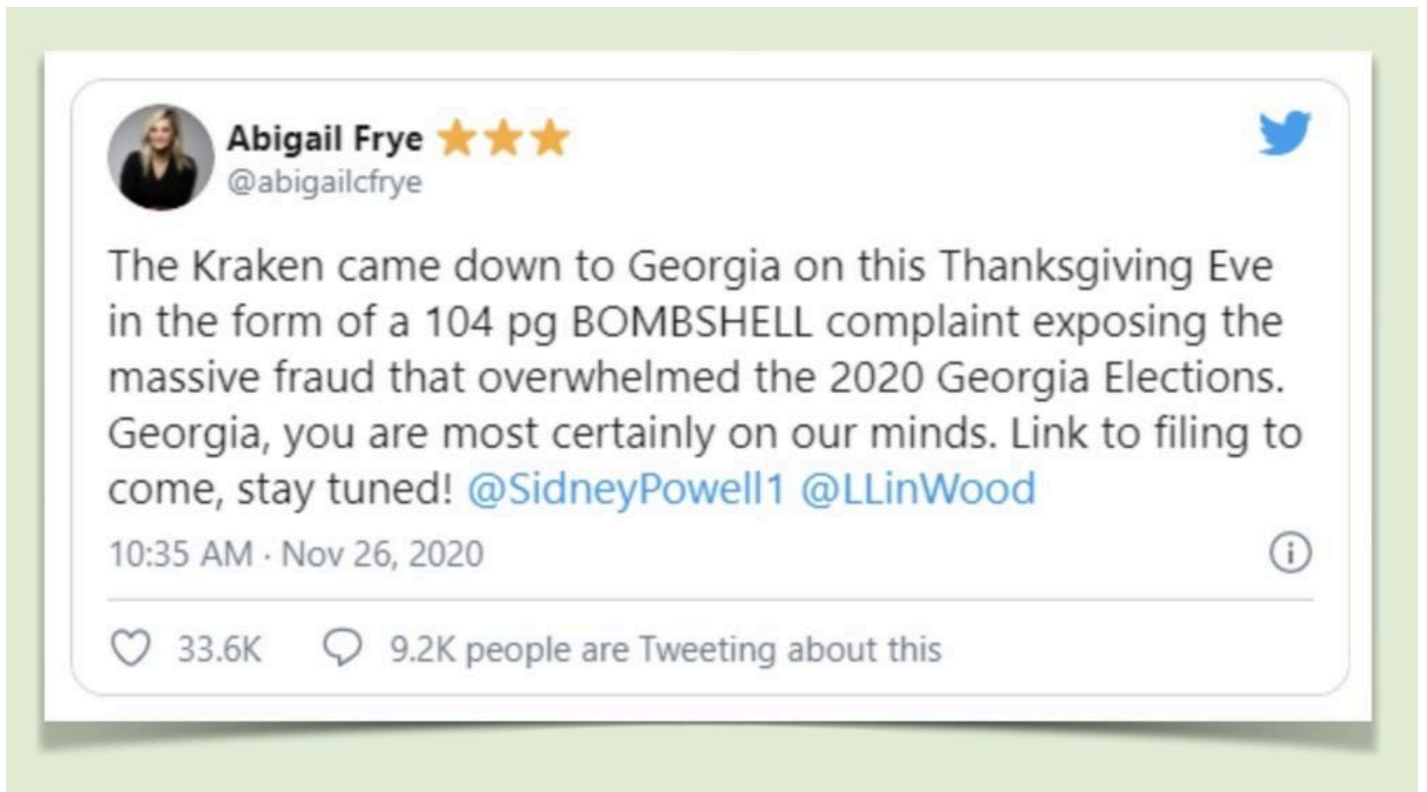 Abigail Frye ⭐⭐⭐
@abigailcfrye
The Kraken came down to Georgia on this Thanksgiving Eve
in the form of a 104 pg BOMBSHELL complaint exposing the
massive fraud that overwhelmed the 2020 Georgia Elections.
Georgia, you are most certainly on our minds. Link to filing to
come, stay tuned! @SidneyPowell1 @LLinWood
10:35 AM · Nov 26, 2020
33.6K 9.2K people are Tweeting about this